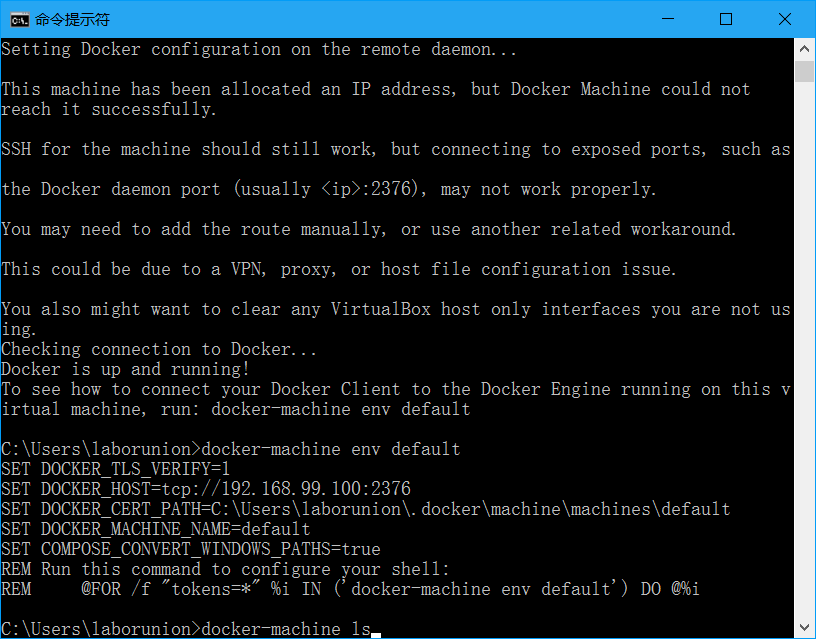 命令提示符
Setting Docker configuration on the remote daemon...
This machine has been allocated an IP address, but Docker Machine could not
reach it successfully.
SSH for the machine should still work, but connecting to exposed ports, such as
the Docker daemon port (usually <ip>:2376), may not work properly.
You may need to add the route manually, or use another related workaround.
This could be due to a VPN, proxy, or host file configuration issue.
You also might want to clear any VirtualBox host only interfaces you are not us
ing.
Checking connection to Docker...
Docker is up and running!
To see how to connect your Docker Client to the Docker Engine running on this v
irtual machine, run: docker-machine env default
C:\Users\laborunion>docker-machine env default
SET DOCKER_TLS_VERIFY=1
SET DOCKER_HOST=tcp://192.168.99.100:2376
SET DOCKER_CERT_PATH=C:\Users\laborunion\.docker\machine\machines\default
SET DOCKER_MACHINE_NAME=default
SET COMPOSE_CONVERT_WINDOWS_PATHS=true
REM Run this command to configure your shell:
REM     @FOR /f "tokens=*" %i IN ('docker-machine env default') DO @%i
C:\Users\laborunion>docker-machine ls